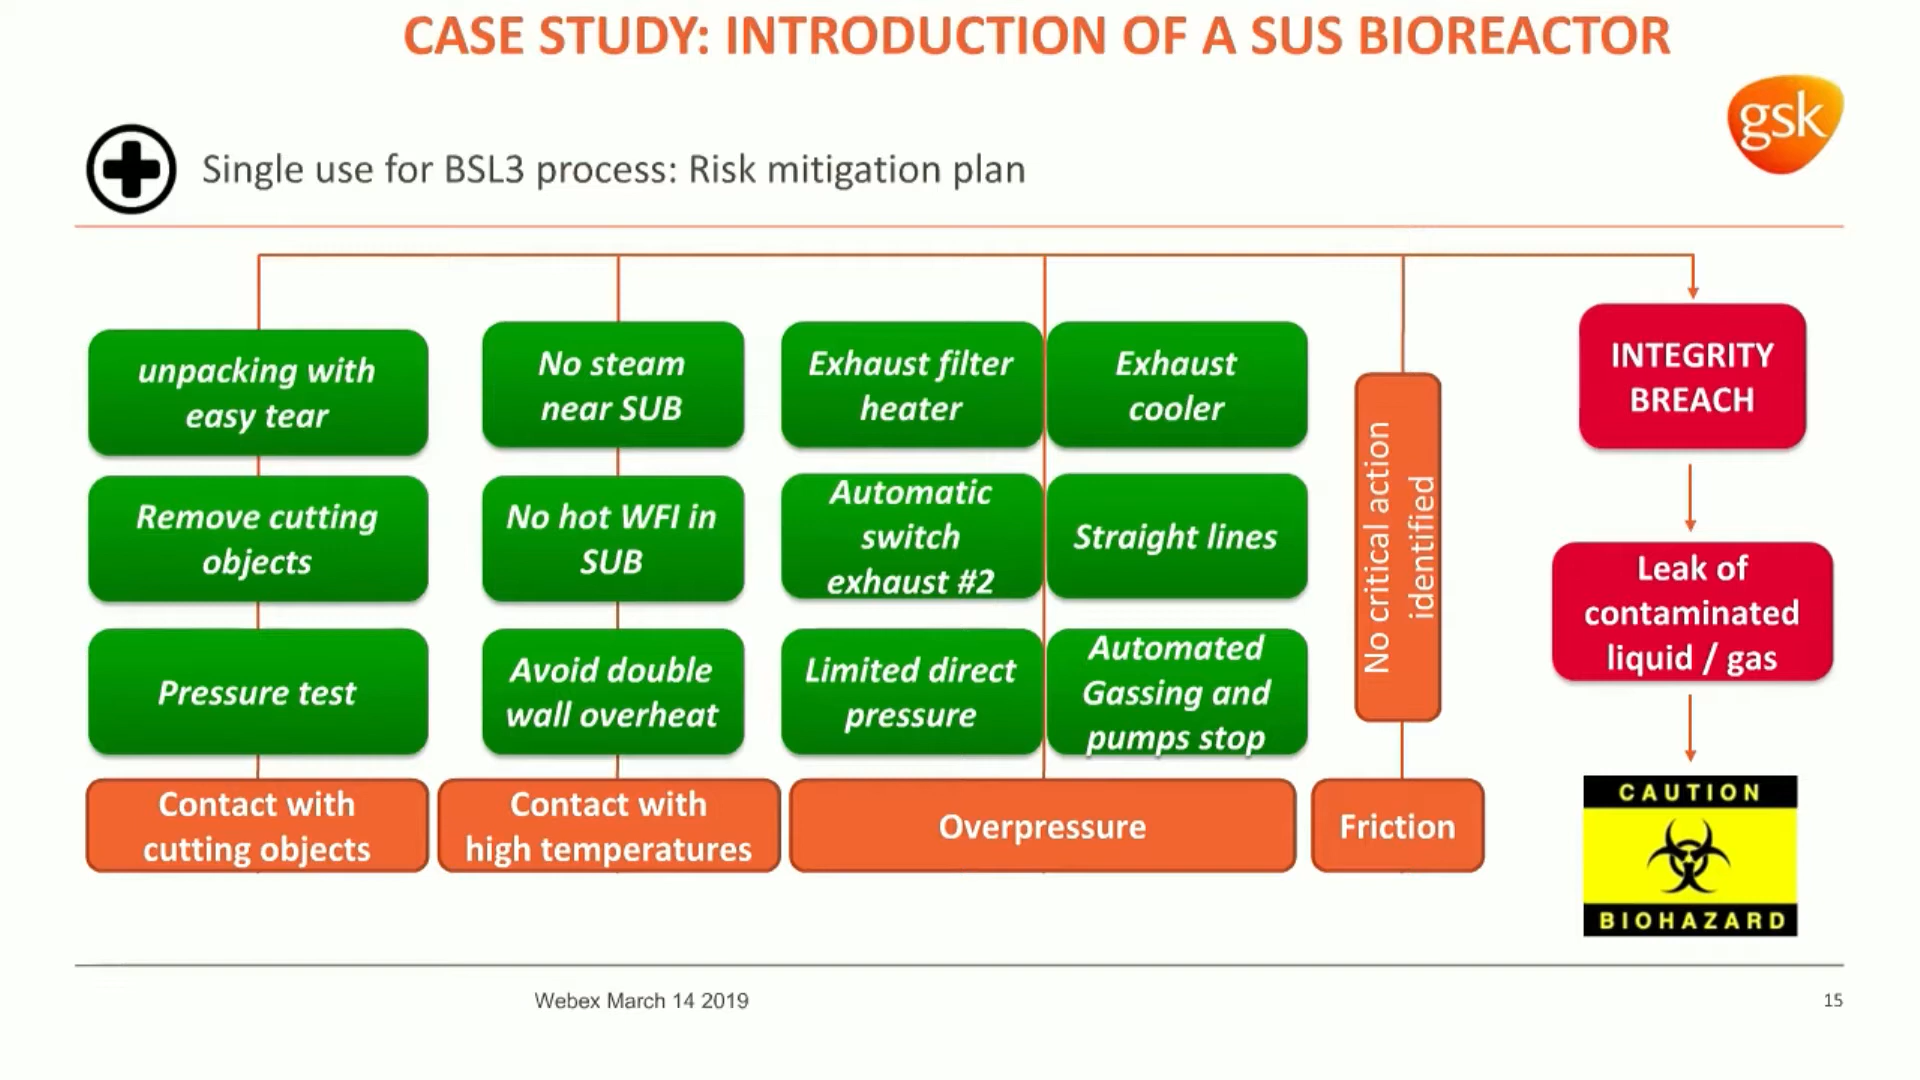 CASE STUDY: INTRODUCTION OF A SUS BIOREACTOR
gsk
Single use for BSL3 process: Risk mitigation plan
unpacking with
easy tear
Remove cutting
objects
Pressure test
Contact with
cutting objects
No steam
near SUB
No hot WFI in
SUB
Avoid double
wall overheat
Contact with
high temperatures
Exhaust filter
heater
Exhaust
cooler
Automatic
switch
exhaust #2
Straight lines
Limited direct
pressure
Automated
Gassing and
pumps stop
Overpressure
No critical action
identified
Friction
INTEGRITY
BREACH
Leak of
contaminated
liquid / gas
CAUTION
BIOHAZARD
Webex March 14 2019
15